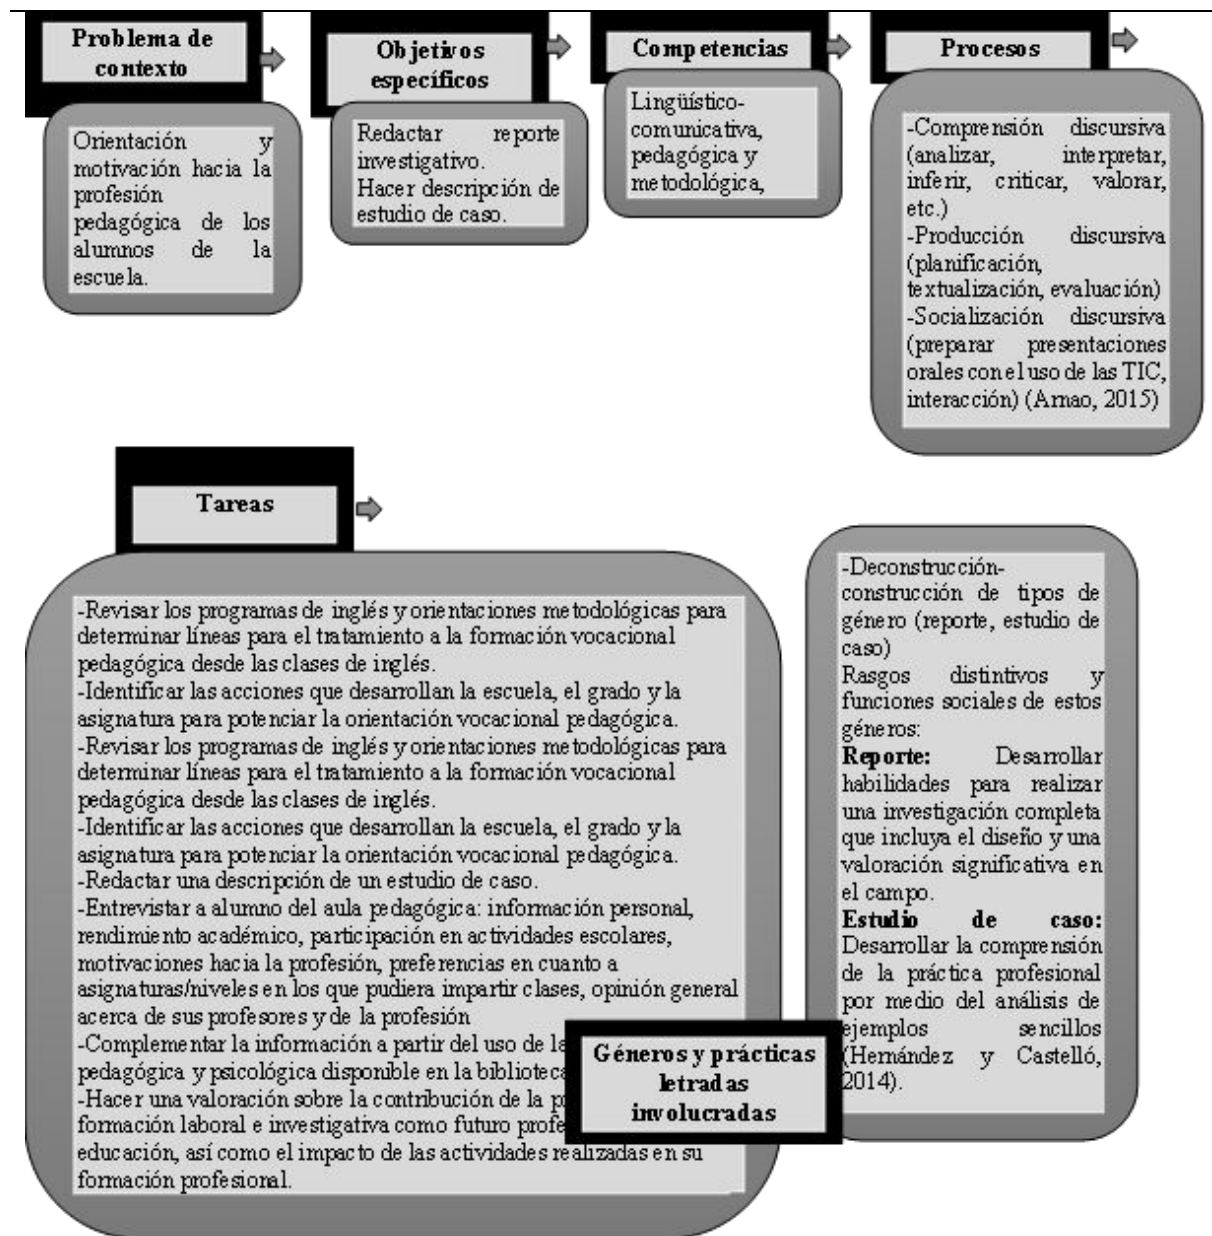 Problema de
contexto
Orientación y
motivación hacia la
profesión
pedagógica de los
alumnos de la
escuela.
Objetivos
específicos
Redactar reporte
investigativo.
Hacer descripción de
estudio de caso.
Competencias
Lingüístico-
comunicativa,
pedagógica y
metodológica,
Procesos
-Comprensión discursiva
(analizar, interpretar,
inferir, criticar, valorar,
etc.)
-Producción discursiva
(planificación,
textualización, evaluación)
-Socialización discursiva
(preparar presentaciones
orales con el uso de las TIC,
interacción) (Arnao, 2015)
Tareas
-Revisar los programas de inglés y orientaciones metodológicas para
determinar líneas para el tratamiento a la formación vocacional
pedagógica desde las clases de inglés.
-Identificar las acciones que desarrollan la escuela, el grado y la
asignatura para potenciar la orientación vocacional pedagógica.
-Revisar los programas de inglés y orientaciones metodológicas para
determinar líneas para el tratamiento a la formación vocacional
pedagógica desde las clases de inglés.
-Identificar las acciones que desarrollan la escuela, el grado y la
asignatura para potenciar la orientación vocacional pedagógica.
-Redactar una descripción de un estudio de caso.
-Entrevistar a alumno del aula pedagógica: información personal,
rendimiento académico, participación en actividades escolares,
motivaciones hacia la profesión, preferencias en cuanto a
asignaturas/niveles en los que pudiera impartir clases, opinión general
acerca de sus profesores y de la profesión
-Complementar la información a partir del uso de la
pedagógica y psicológica disponible en la biblioteca
-Hacer una valoración sobre la contribución de la
formación laboral e investigativa como futuro
educación, así como el impacto de las actividades realizadas en su
formación profesional.
Géneros y prácticas
letradas
involucradas
-Deconstrucción-
construcción de tipos de
género (reporte, estudio de
caso)
Rasgos distintivos y
funciones sociales de estos
géneros:
Reporte: Desarrollar
habilidades para realizar
una investigación completa
que incluya el diseño y una
valoración significativa en
el campo.
Estudio de caso:
Desarrollar la comprensión
de la práctica profesional
por medio del análisis de
ejemplos sencillos
(Hernández y Castelló,
2014).